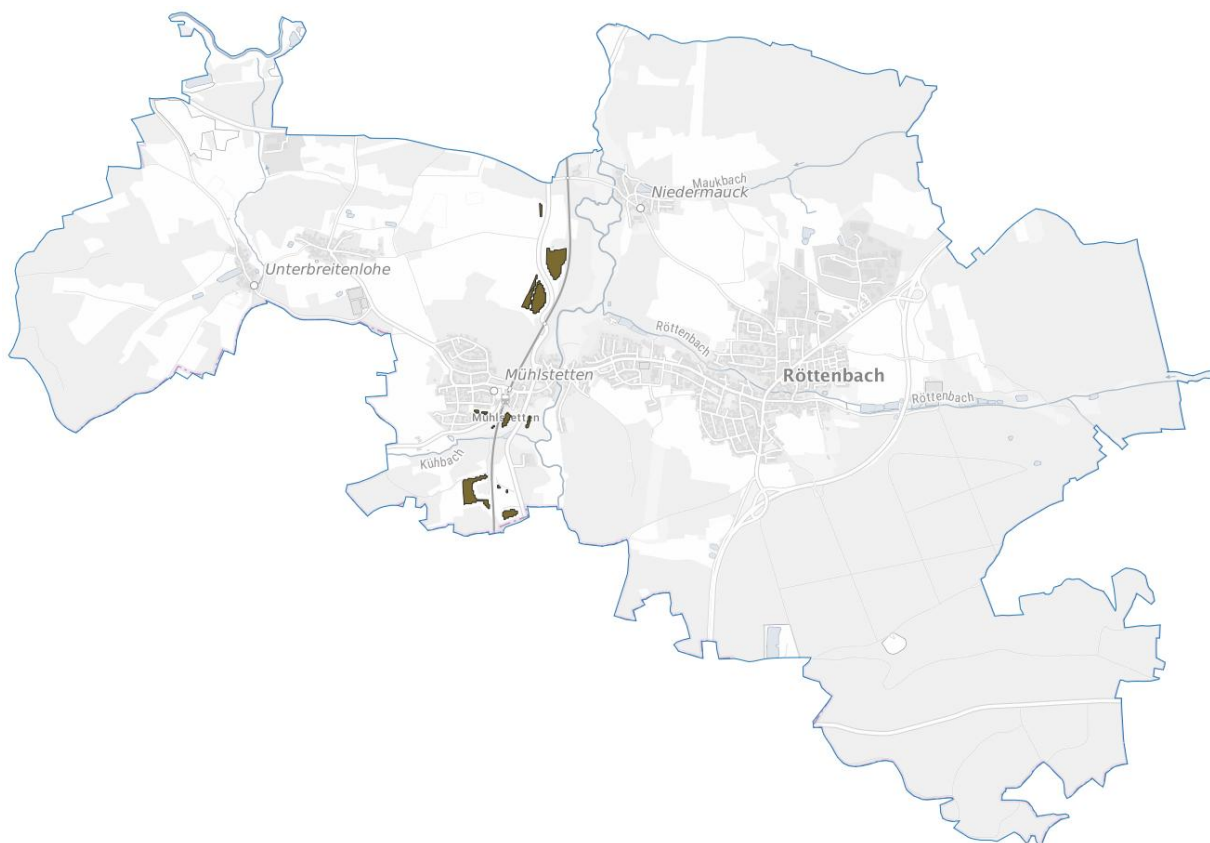 Maukbach
Niedermauck
Unterbreitenlohe
Röttenbach
Mühlstetten
Röttenbach
Röttenbach
Mühlstetten
Kühbach